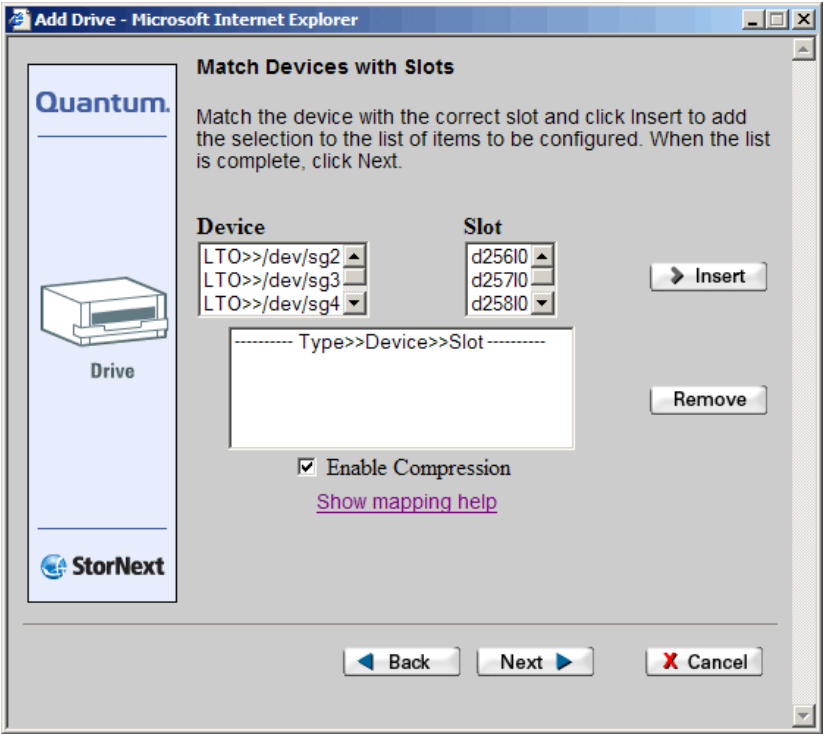 Add Drive - Microsoft Internet Explorer
Quantum.
Match Devices with Slots
Match the device with the correct slot and click Insert to add
the selection to the list of items to be configured. When the list
is complete, click Next.
Device
Slot
LTO>>/dev/sg2
LTO>>/dev/sg3
LTO>>/dev/sg4
d256l0
d257l0
d258l0
Insert
---------- Type>>Device>>Slot ----------
Drive
Remove
Enable Compression
Show mapping help
StorNext
Back
Next
X Cancel